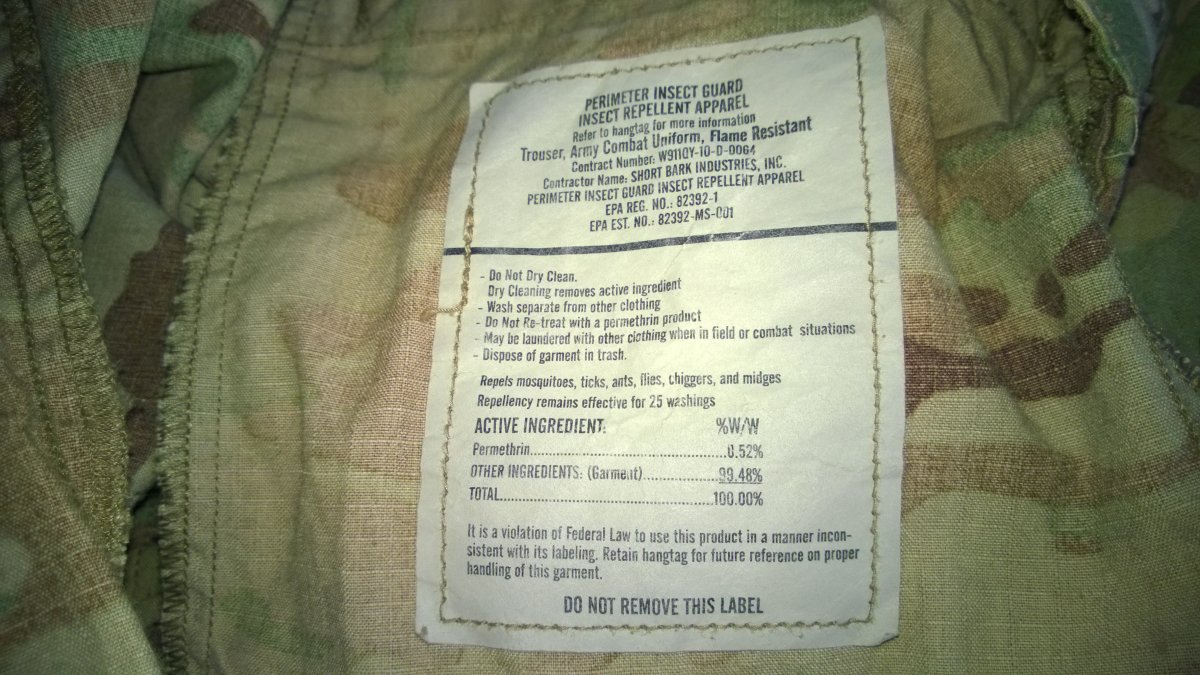 PERIMETER INSECT GUARD
INSECT REPELLENT APPAREL
Refer to hangtag for more information
Trouser, Army Combat Uniform, Flame Resistant
Contract Number: W911QY-10-D-0064
Contractor Name: SHORT BARK INDUSTRIES, INC.
PERIMETER INSECT GUARD INSECT REPELLENT APPAREL
EPA REG. NO.: 82392-1
EPA EST. NO.: 82392-MS-001
- Do Not Dry Clean.
Dry Cleaning removes active ingredient
- Wash separate from other clothing
- Do Not Re-treat with a permethrin product
- May be laundered with other clothing when in field or combat situations
- Dispose of garment in trash.
Repels mosquitoes, ticks, ants, flies, chiggers, and midges
Repellency remains effective for 25 washings
ACTIVE INGREDIENT: %W/W
Permethrin.......................................0.52%
OTHER INGREDIENTS: (Garment)...............99.48%
TOTAL..........................................100.00%
It is a violation of Federal Law to use this product in a manner incon-
sistent with its labeling. Retain hangtag for future reference on proper
handling of this garment.
DO NOT REMOVE THIS LABEL